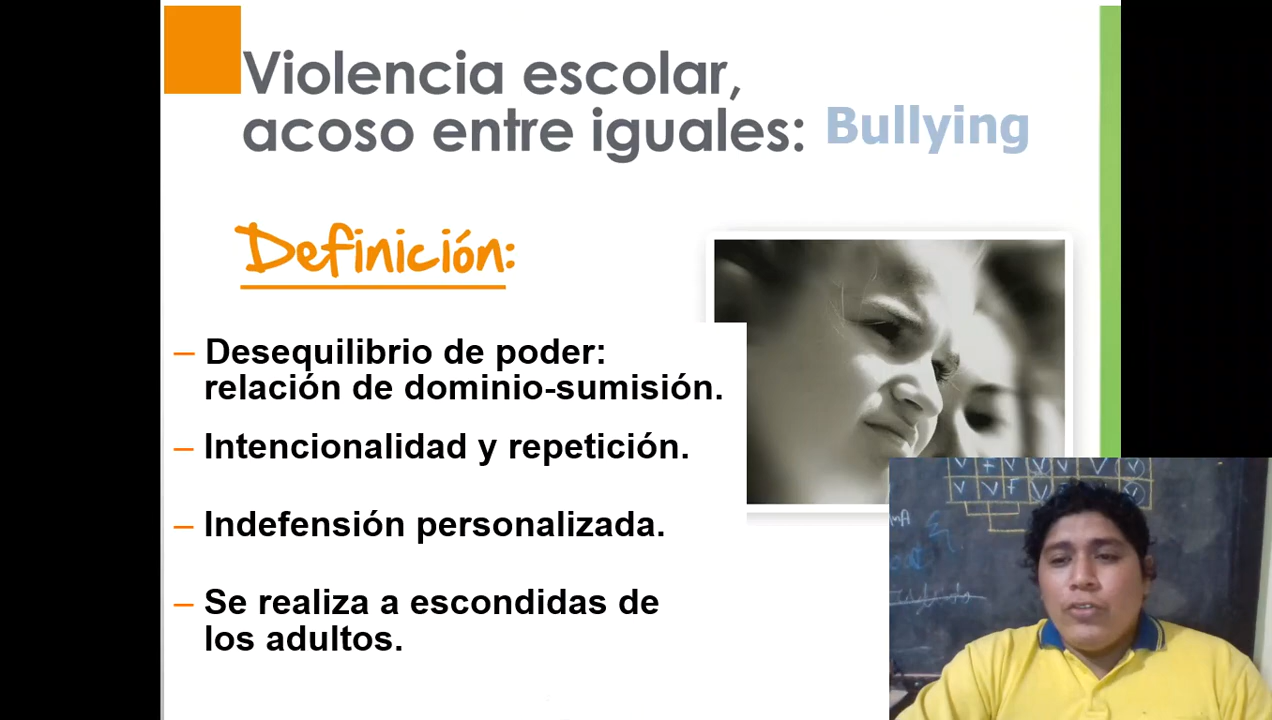 Violencia escolar,
acoso entre iguales: Bullying
Definición:
– Desequilibrio de poder:
relación de dominio-sumisión.
– Intencionalidad y repetición.
– Indefensión personalizada.
– Se realiza a escondidas de
los adultos.
V F V V V V V
V V F V